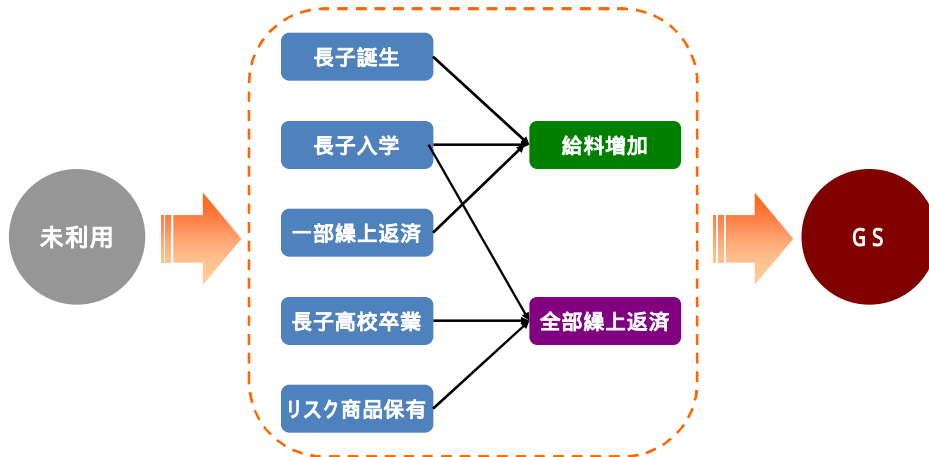 未利用
長子誕生
長子入学
一部繰上返済
長子高校卒業
リスク商品保有
給料増加
全部繰上返済
GS